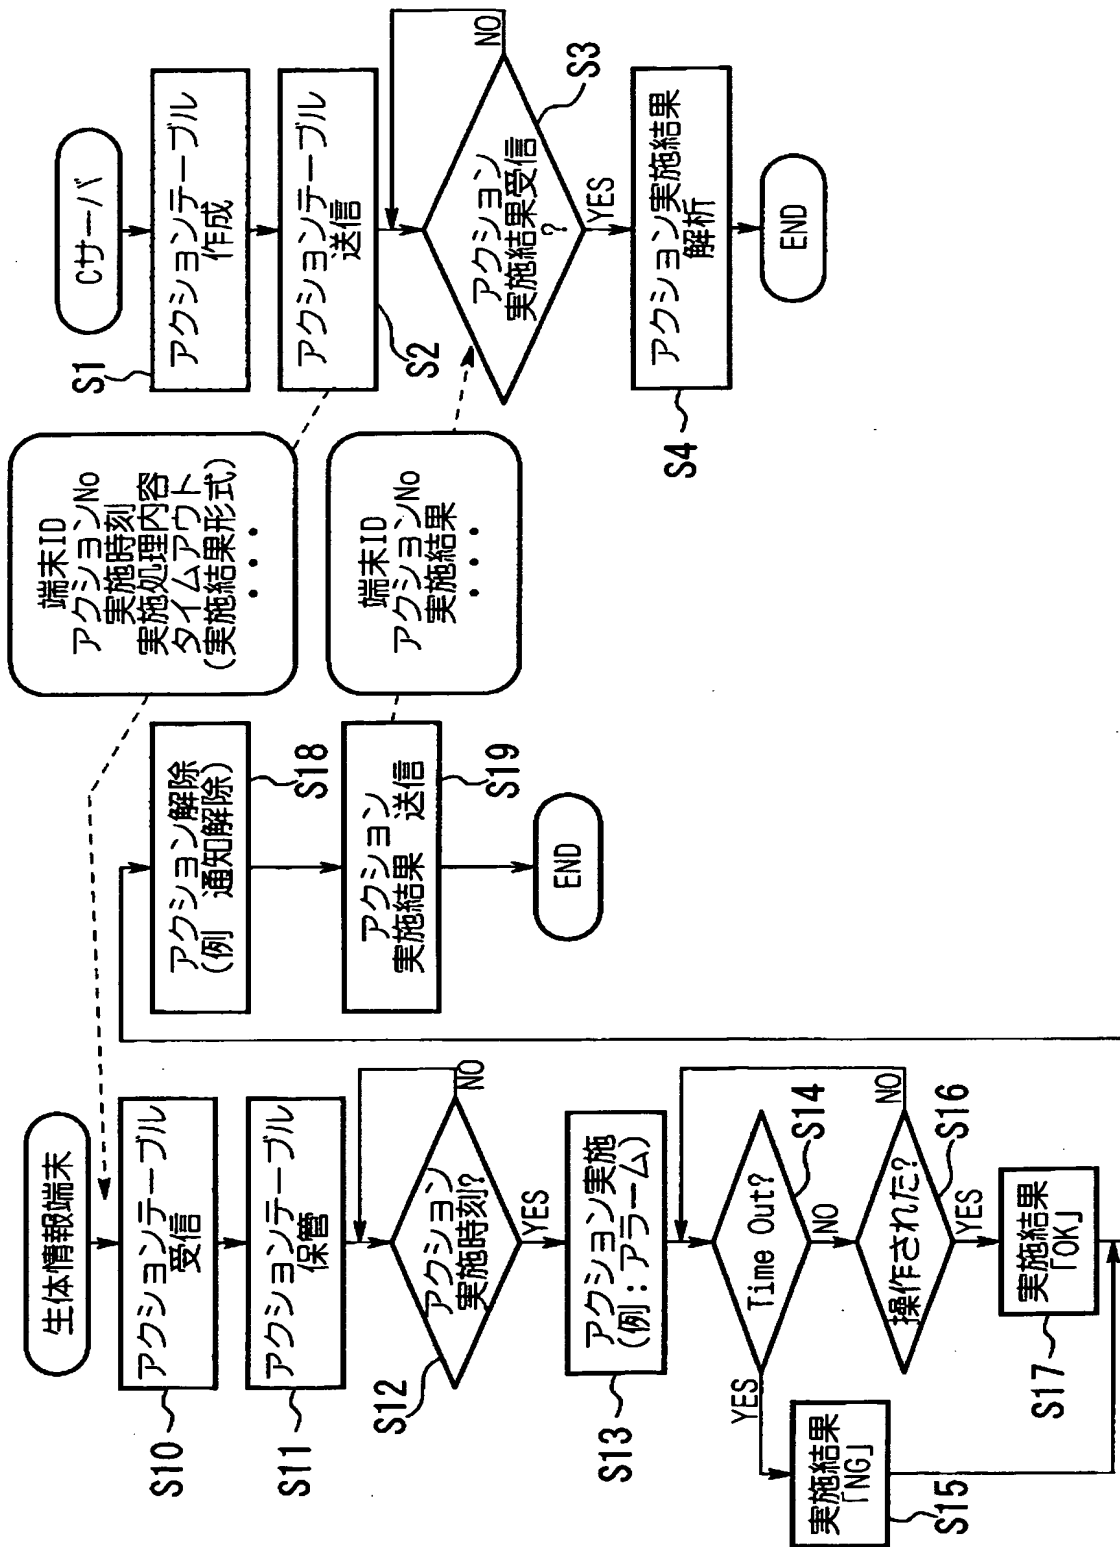 生体情報端末
アクションテーブル
受信
S10
アクションテーブル
保管
S11
アクション
実施時刻?
S12
NO
YES
アクション実施
(例：アラーム)
S13
Time Out?
S14
YES
NO
実施結果
「NG」
S15
操作された?
S16
NO
YES
実施結果
「OK」
S17
アクション解除
(例 通知解除)
S18
アクション
実施結果 送信
S19
END
端末ID
アクションNo
実施時刻
実施処理内容
タイムアウト
(実施結果形式)
・・・
端末ID
アクションNo
実施結果
・・・
Cサーバ
アクションテーブル
作成
S1
アクションテーブル
送信
S2
アクション
実施結果受信
?
S3
NO
YES
アクション実施結果
解析
S4
END